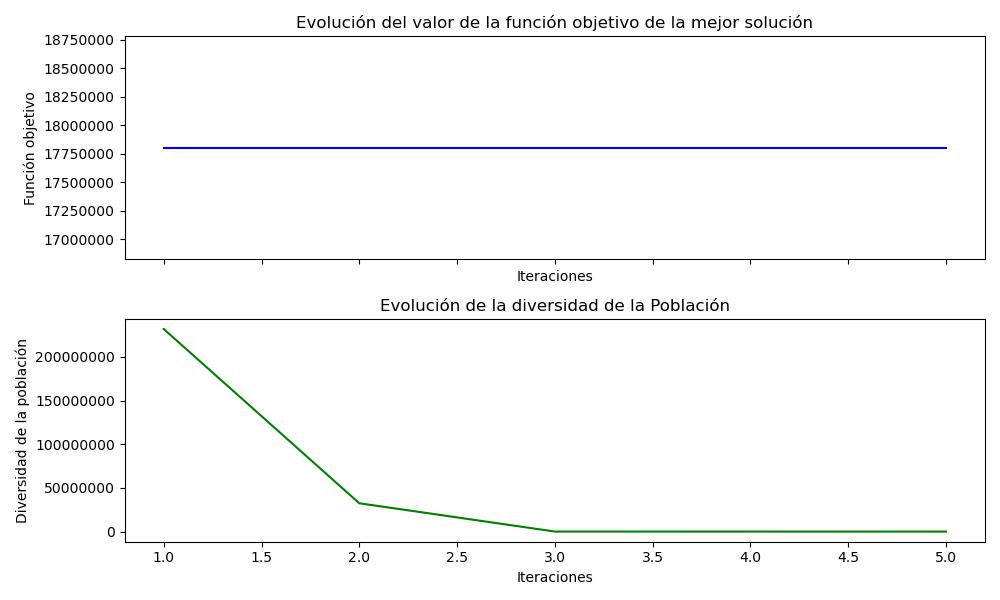 Evolución del valor de la función objetivo de la mejor solución
18750000
18500000
18250000
18000000
17750000
17500000
17250000
17000000
Función objetivo
Iteraciones
Evolución de la diversidad de la Población
200000000
150000000
100000000
50000000
0
Diversidad de la población
1.0 1.5 2.0 2.5 3.0 3.5 4.0 4.5 5.0
Iteraciones